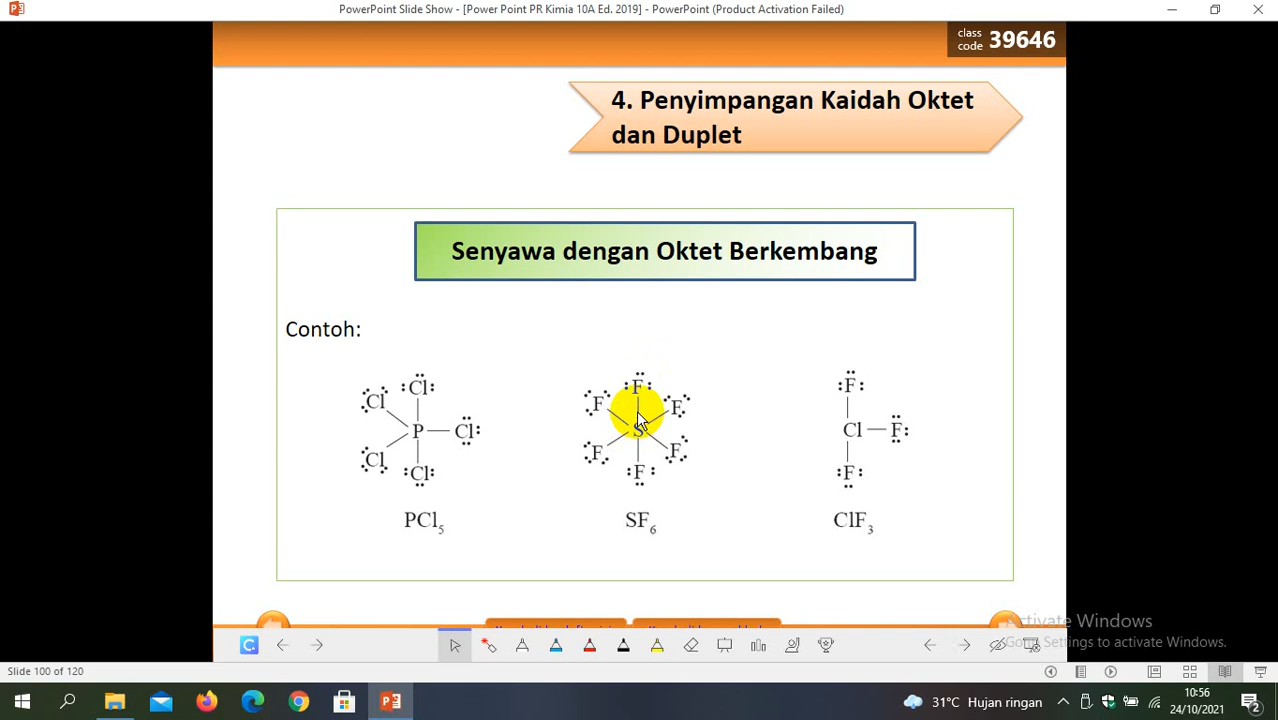 PowerPoint Slide Show - [Power Point PR Kimia 10A Ed. 2019] - PowerPoint (Product Activation Failed)
class code 39646
4. Penyimpangan Kaidah Oktet
dan Duplet
Senyawa dengan Oktet Berkembang
Contoh:
Cl Cl Cl P Cl Cl
F F F S F F F
F Cl F F
PCl₅ SF₆ ClF₃
Activate Windows
Go to Settings to activate Windows.
Slide 100 of 120
31°C Hujan ringan
10:56
24/10/2021
2